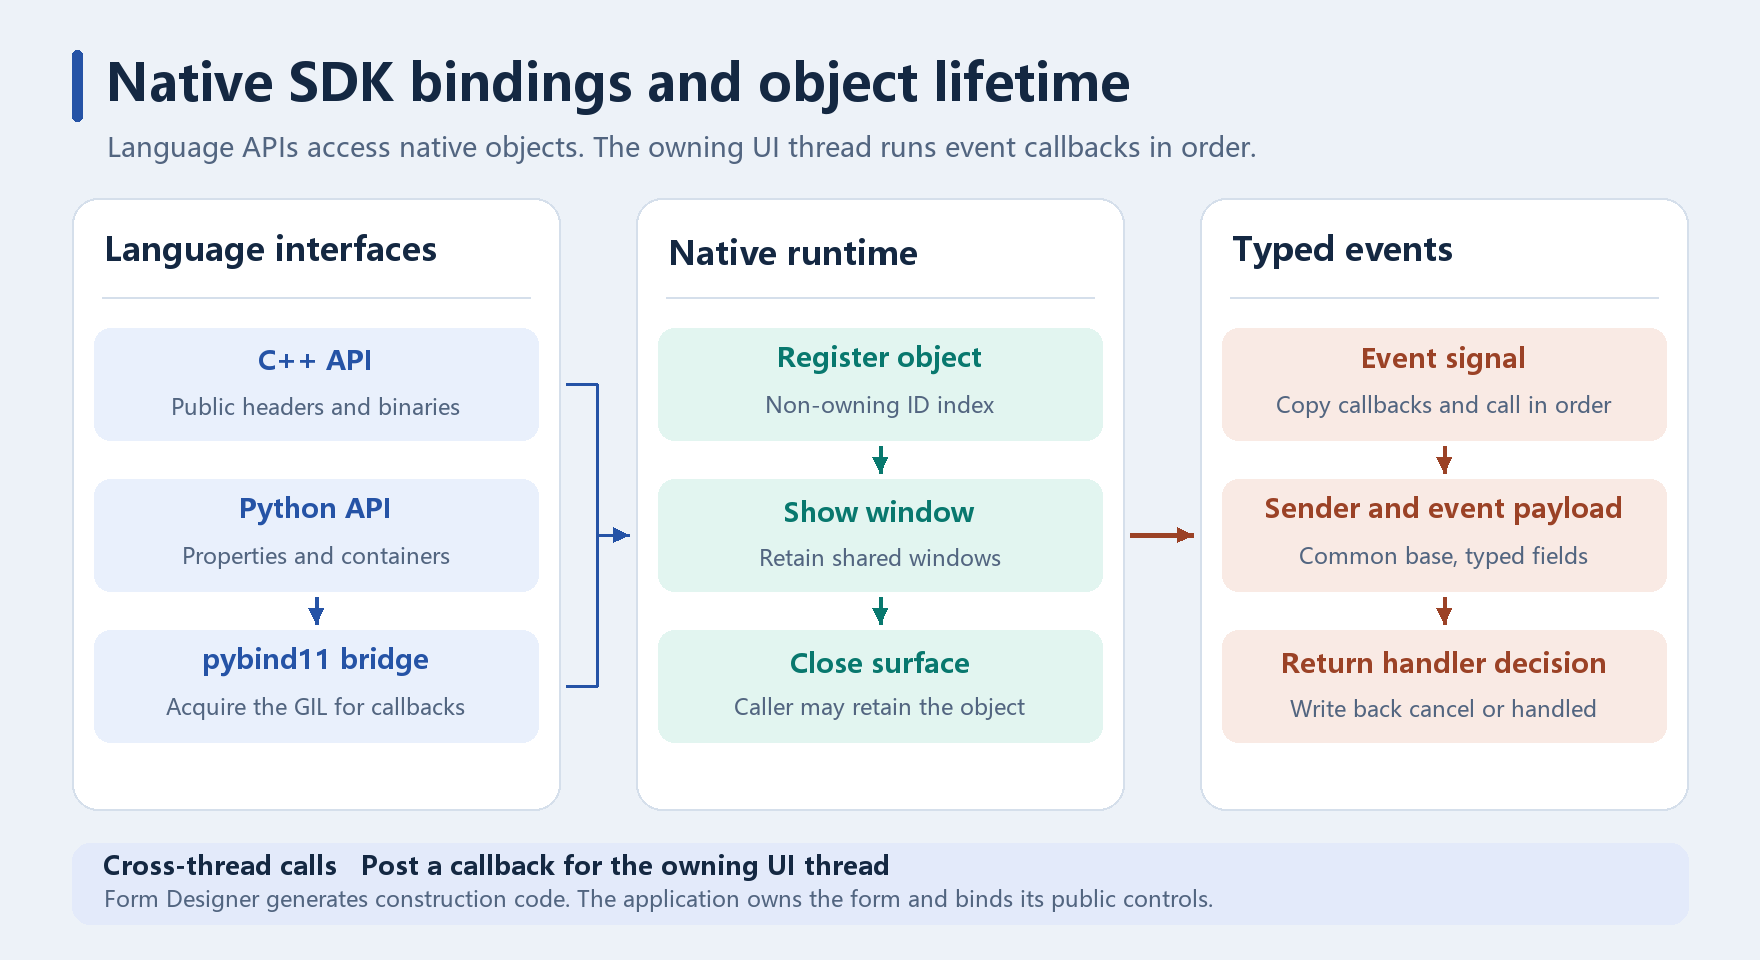 Native SDK bindings and object lifetime
Language APIs access native objects. The owning UI thread runs event callbacks in order.
Language interfaces
C++ API
Public headers and binaries
Python API
Properties and containers
pybind11 bridge
Acquire the GIL for callbacks
Native runtime
Register object
Non-owning ID index
Show window
Retain shared windows
Close surface
Caller may retain the object
Typed events
Event signal
Copy callbacks and call in order
Sender and event payload
Common base, typed fields
Return handler decision
Write back cancel or handled
Cross-thread calls Post a callback for the owning UI thread
Form Designer generates construction code. The application owns the form and binds its public controls.